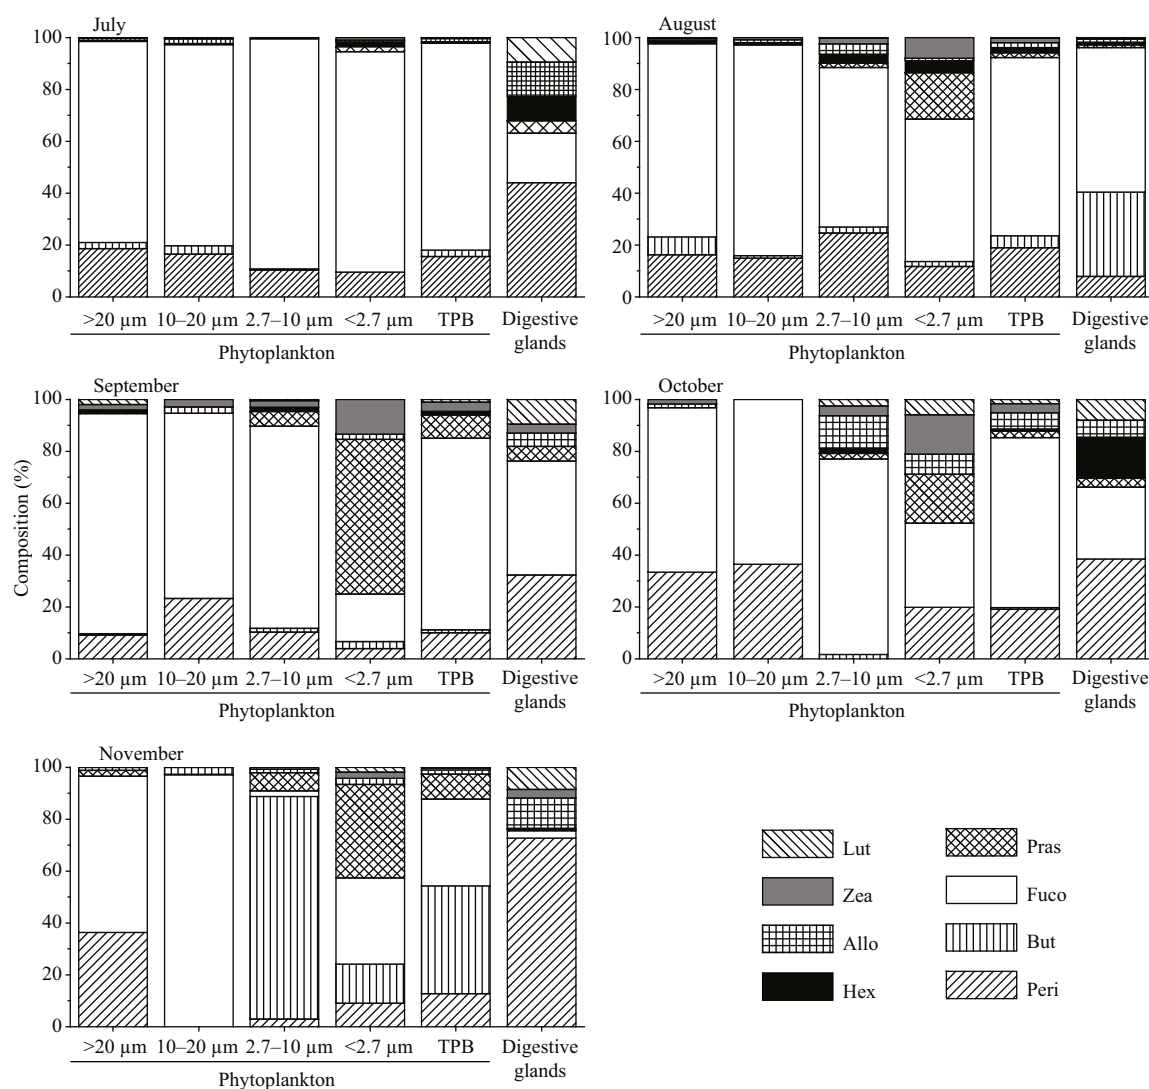 July
August
100
80
60
40
20
0
100
80
60
40
20
0
>20 µm 10–20 µm 2.7–10 µm <2.7 µm TPB Digestive glands
Phytoplankton
>20 µm 10–20 µm 2.7–10 µm <2.7 µm TPB Digestive glands
Phytoplankton
Composition (%)
September
October
100
80
60
40
20
0
100
80
60
40
20
0
>20 µm 10–20 µm 2.7–10 µm <2.7 µm TPB Digestive glands
Phytoplankton
>20 µm 10–20 µm 2.7–10 µm <2.7 µm TPB Digestive glands
Phytoplankton
November
100
80
60
40
20
0
>20 µm 10–20 µm 2.7–10 µm <2.7 µm TPB Digestive glands
Phytoplankton
Lut
Zea
Allo
Hex
Pras
Fuco
But
Peri